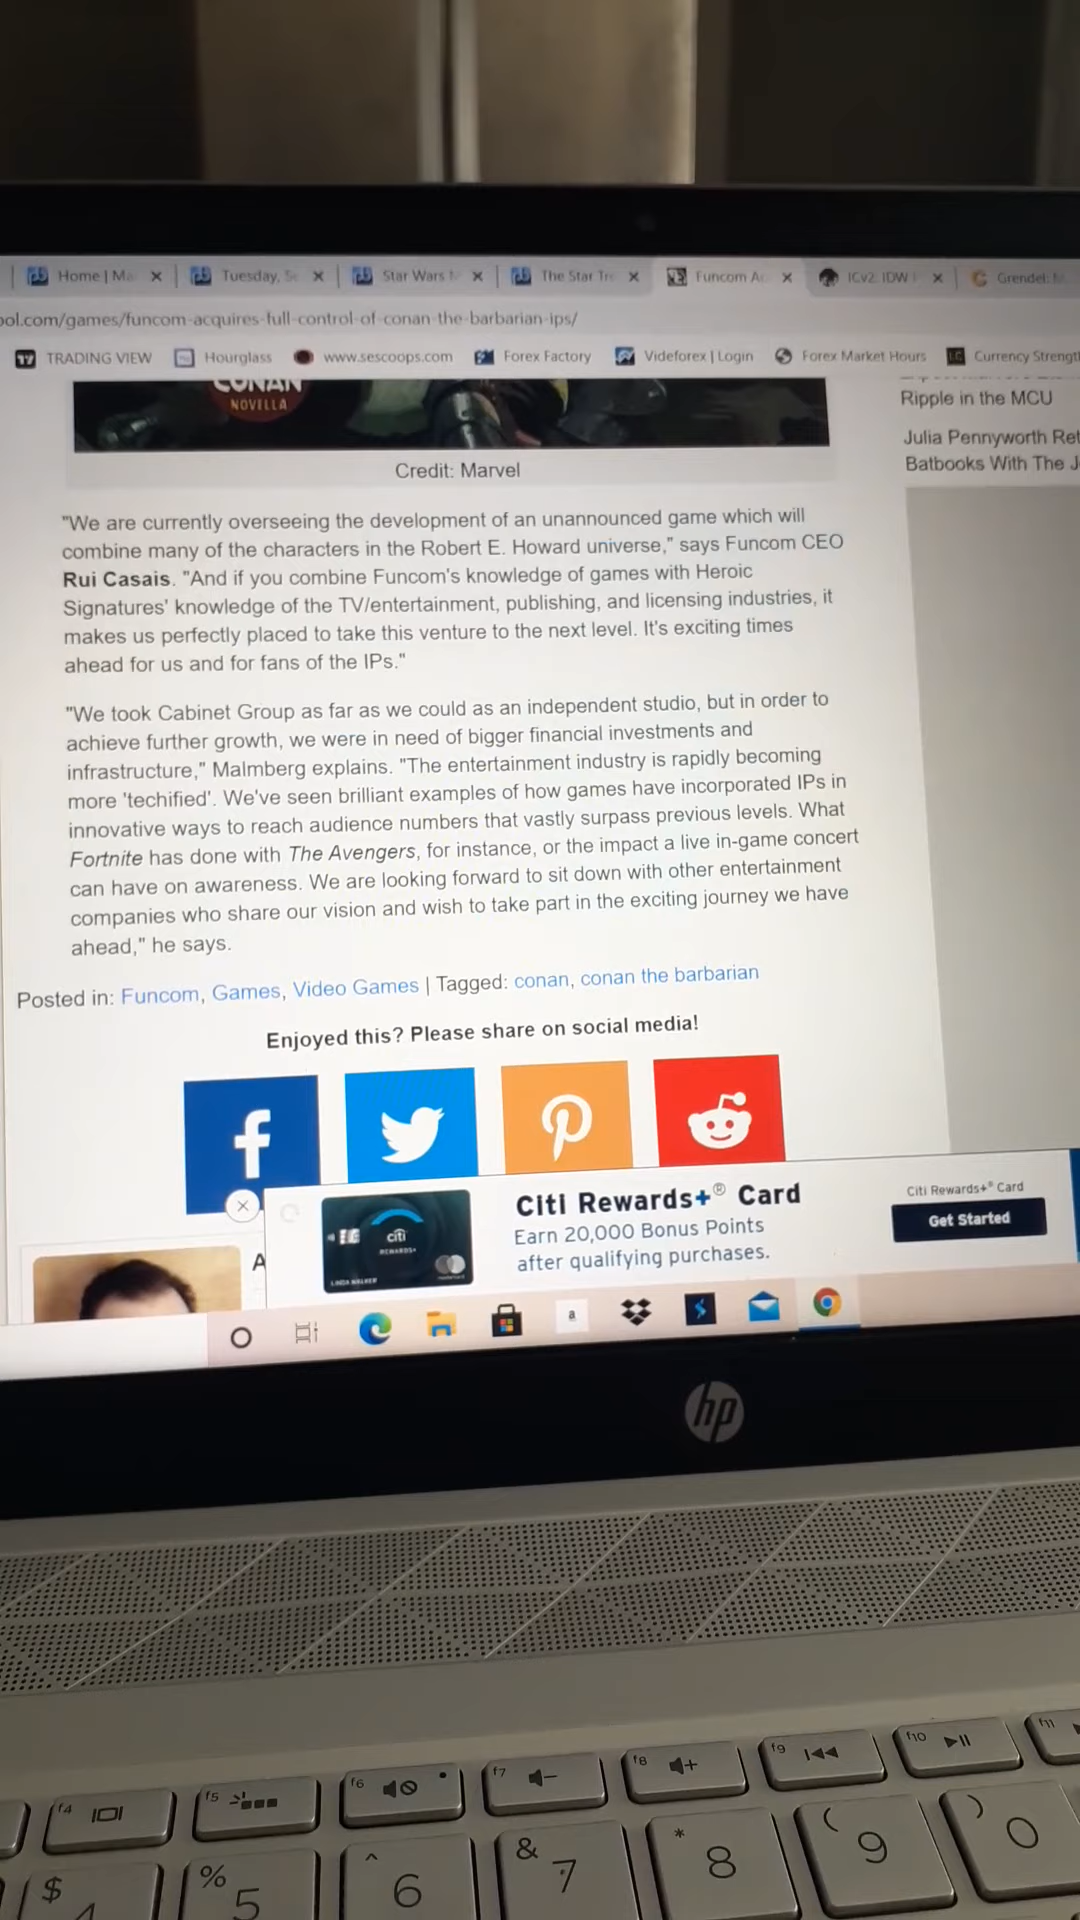 Home | Ma
Tuesday, Se
Star Wars
The Star Tre
Funcom Ac
ICv2: IDW
Grendel:
ool.com/games/funcom-acquires-full-control-of-conan-the-barbarian-ips/
TRADING VIEW
Hourglass
www.sescoops.com
Forex Factory
Videforex | Login
Forex Market Hours
Currency Strengt
CONAN
NOVELLA
Ripple in the MCU
Julia Pennyworth Ret
Batbooks With The J
Credit: Marvel
"We are currently overseeing the development of an unannounced game which will
combine many of the characters in the Robert E. Howard universe," says Funcom CEO
Rui Casais. "And if you combine Funcom's knowledge of games with Heroic
Signatures' knowledge of the TV/entertainment, publishing, and licensing industries, it
makes us perfectly placed to take this venture to the next level. It's exciting times
ahead for us and for fans of the IPs."
"We took Cabinet Group as far as we could as an independent studio, but in order to
achieve further growth, we were in need of bigger financial investments and
infrastructure," Malmberg explains. "The entertainment industry is rapidly becoming
more 'techified'. We've seen brilliant examples of how games have incorporated IPs in
innovative ways to reach audience numbers that vastly surpass previous levels. What
Fortnite has done with The Avengers, for instance, or the impact a live in-game concert
can have on awareness. We are looking forward to sit down with other entertainment
companies who share our vision and wish to take part in the exciting journey we have
ahead," he says.
Posted in: Funcom, Games, Video Games | Tagged: conan, conan the barbarian
Enjoyed this? Please share on social media!
A
citi
REWARDS+
LINDA WALKER
mastercard
Citi Rewards+® Card
Earn 20,000 Bonus Points
after qualifying purchases.
Citi Rewards+® Card
Get Started
a
hp
f4
f5
f6
f7
f8
f9
f10
f11
$ 4
% 5
^ 6
& 7
* 8
( 9
) 0